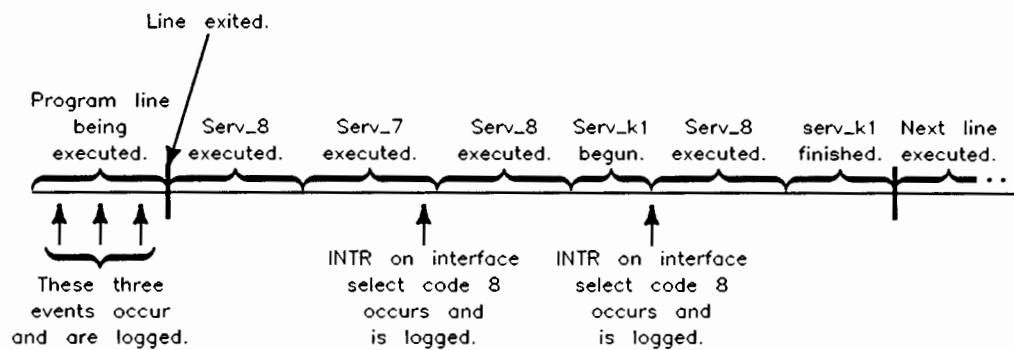 Line exited.
Program line
being
executed.
Serv_8
executed.
Serv_7
executed.
Serv_8
executed.
Serv_k1
begun.
Serv_8
executed.
serv_k1
finished.
Next line
executed.
These three
events occur
and are logged.
INTR on interface
select code 8
occurs and
is logged.
INTR on interface
select code 8
occurs and
is logged.